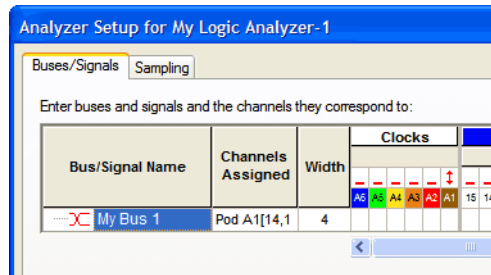 Analyzer Setup for My Logic Analyzer-1
Buses/Signals Sampling
Enter buses and signals and the channels they correspond to:
Bus/Signal Name Channels Assigned Width Clocks
A6 A5 A4 A3 A2 A1 15
My Bus 1 Pod A1[14,1 4